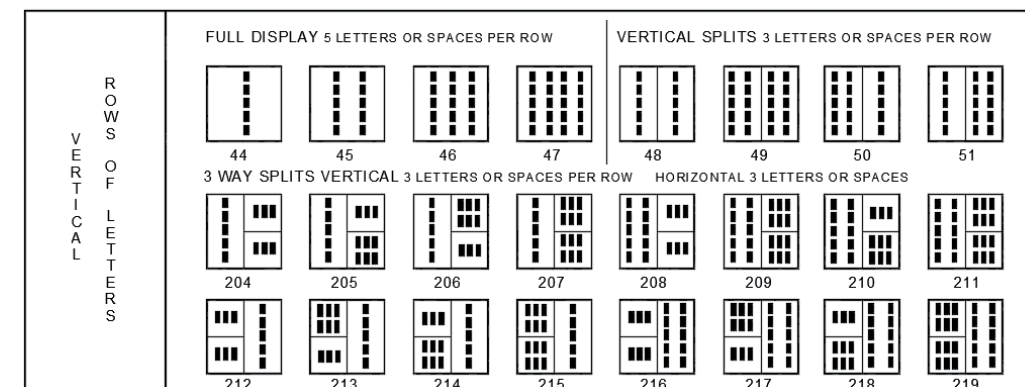 VERTICAL
ROWS OF LETTERS
FULL DISPLAY 5 LETTERS OR SPACES PER ROW
VERTICAL SPLITS 3 LETTERS OR SPACES PER ROW
44 45 46 47 48 49 50 51
3 WAY SPLITS VERTICAL 3 LETTERS OR SPACES PER ROW HORIZONTAL 3 LETTERS OR SPACES
204 205 206 207 208 209 210 211
212 213 214 215 216 217 218 219